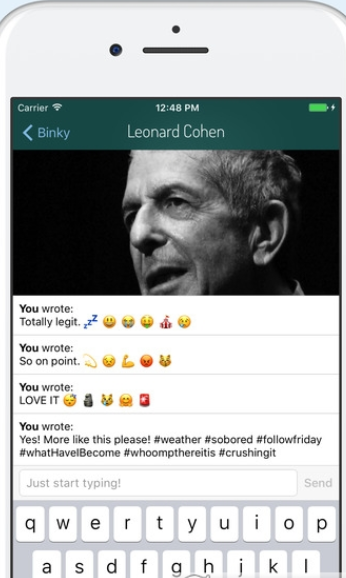 Carrier 12:48 PM
Binky Leonard Cohen
You wrote:
Totally legit. 💤 😃 😭 🤑 🎪 😢
You wrote:
So on point. 💫 😣 💪 😡 😼
You wrote:
LOVE IT 😴 😿 🤗 🚨
You wrote:
Yes! More like this please! #weather #sobored #followfriday
#whatHaveIBecome #whoompthereitis #crushingit
Just start typing! Send
q w e r t y u i o p
a s d f g h j k l